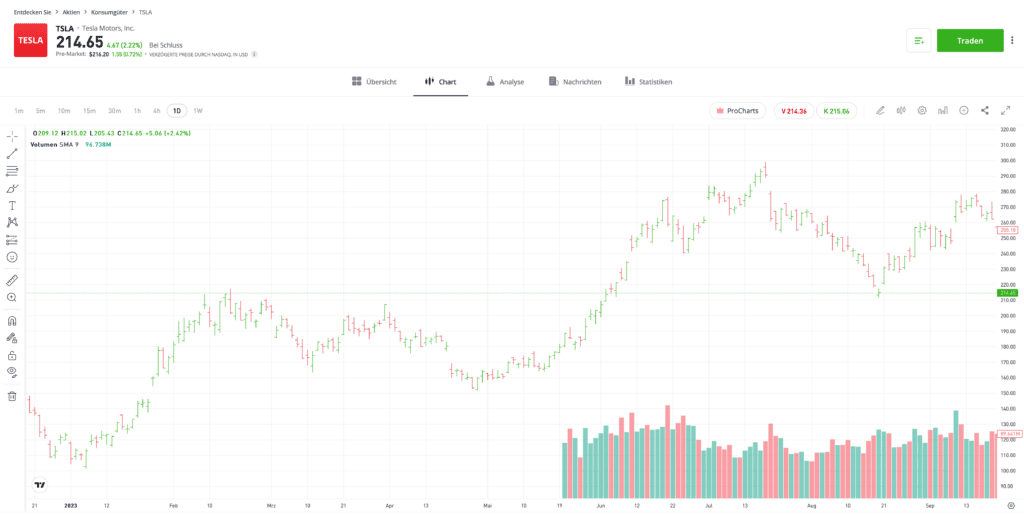 Entdecken Sie > Aktien > Konsumgüter > TSLA
TESLA
TSLA • Tesla Motors, Inc.
214.65 4.67 (2.22%) Bei Schluss
Pre-Market: $216.20 1.55 (0.72%) • VERZÖGERTE PREISE DURCH NASDAQ, IN USD
Traden
Übersicht Chart Analyse Nachrichten Statistiken
1m 5m 10m 15m 30m 1h 4h 1D 1W
ProCharts V 214.36 K 215.06
O209.12 H215.02 L205.43 C214.65 +5.06 (+2.42%)
Volumen SMA 9 96.738M
320.00
310.00
300.00
290.00
280.00
270.00
260.00
255.18
250.00
240.00
230.00
220.00
214.65
210.00
200.00
190.00
180.00
170.00
160.00
150.00
140.00
130.00
120.00
110.00
100.00
90.00
21 2023 12 Feb 10 Mrz 21 Apr 13 Mai 10 19 Jun 12 22 Jul 13 Aug 10 21 Sep 13